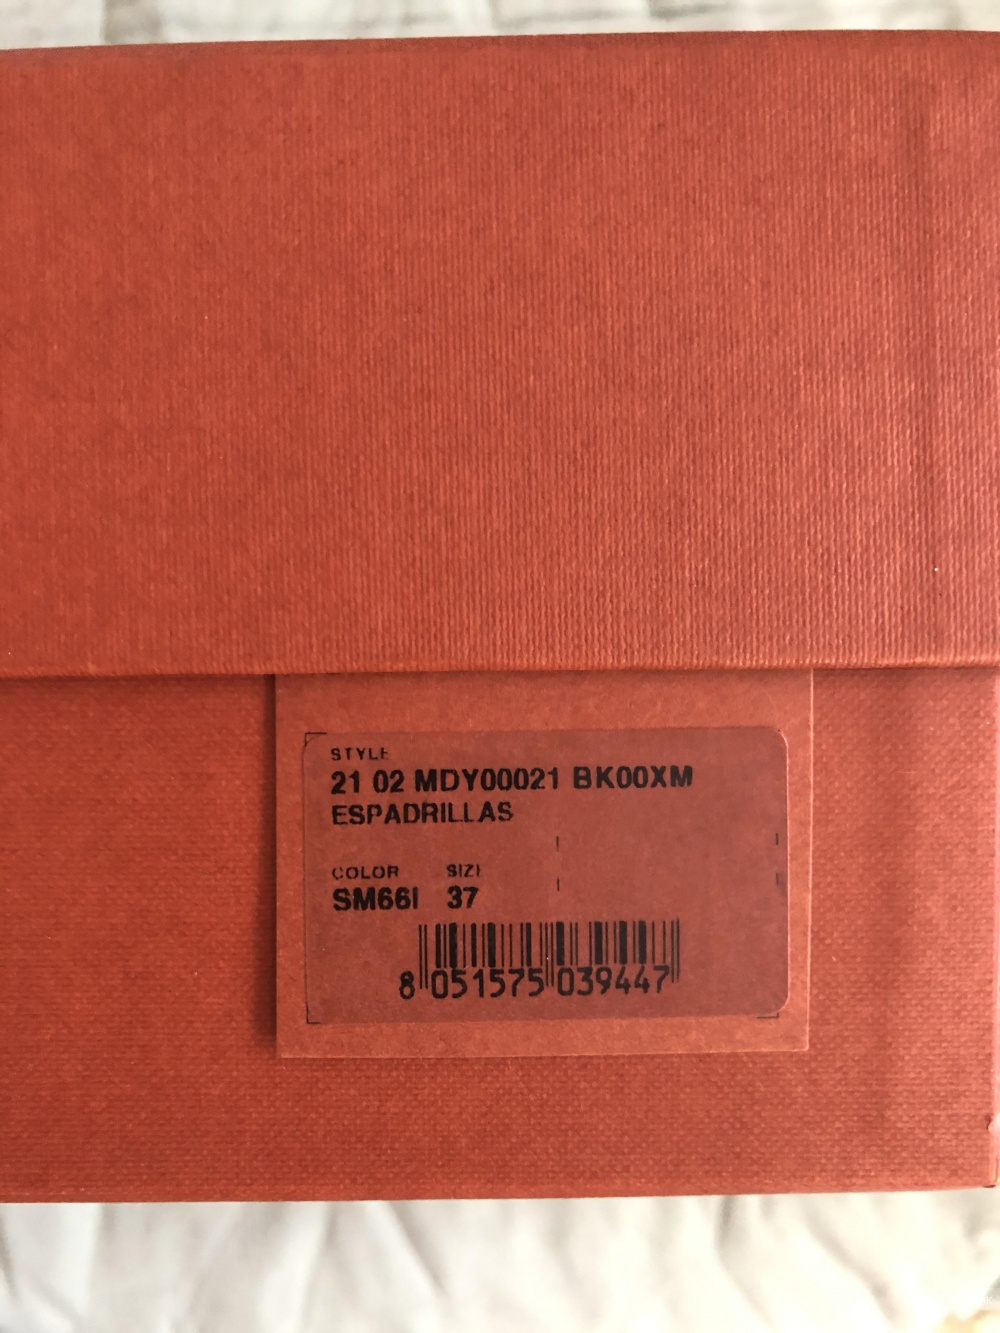 STYLE
21 02 MDY00021 BK00XM
ESPADRILLAS
COLOR SIZE
SM66I 37
8 051575 039447